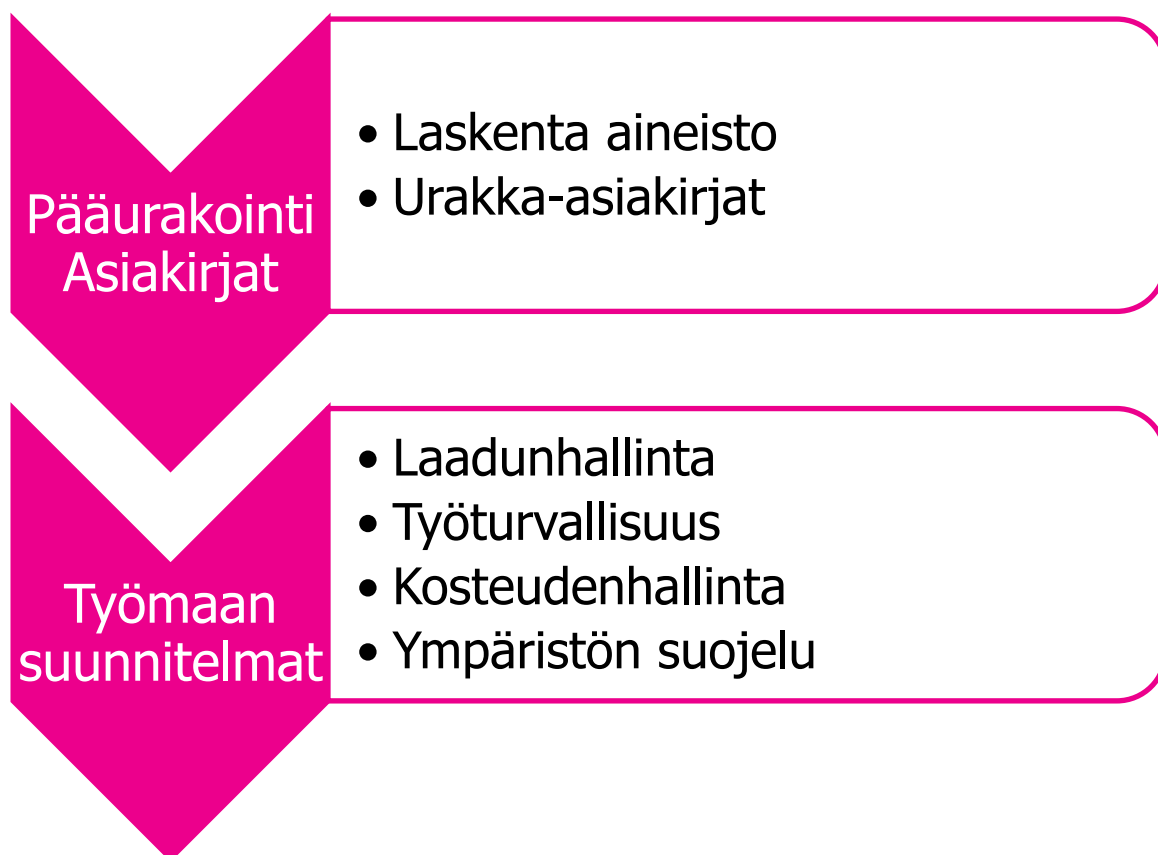 Pääurakointi
Asiakirjat
• Laskenta aineisto
• Urakka-asiakirjat
Työmaan
suunnitelmat
• Laadunhallinta
• Työturvallisuus
• Kosteudenhallinta
• Ympäristön suojelu